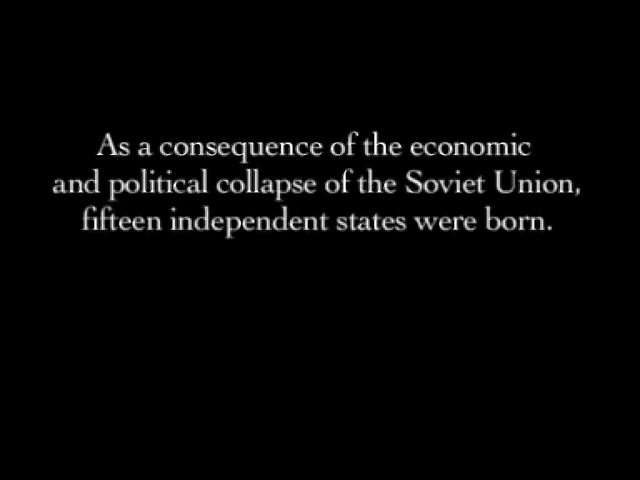 As a consequence of the economic
and political collapse of the Soviet Union,
fifteen independent states were born.